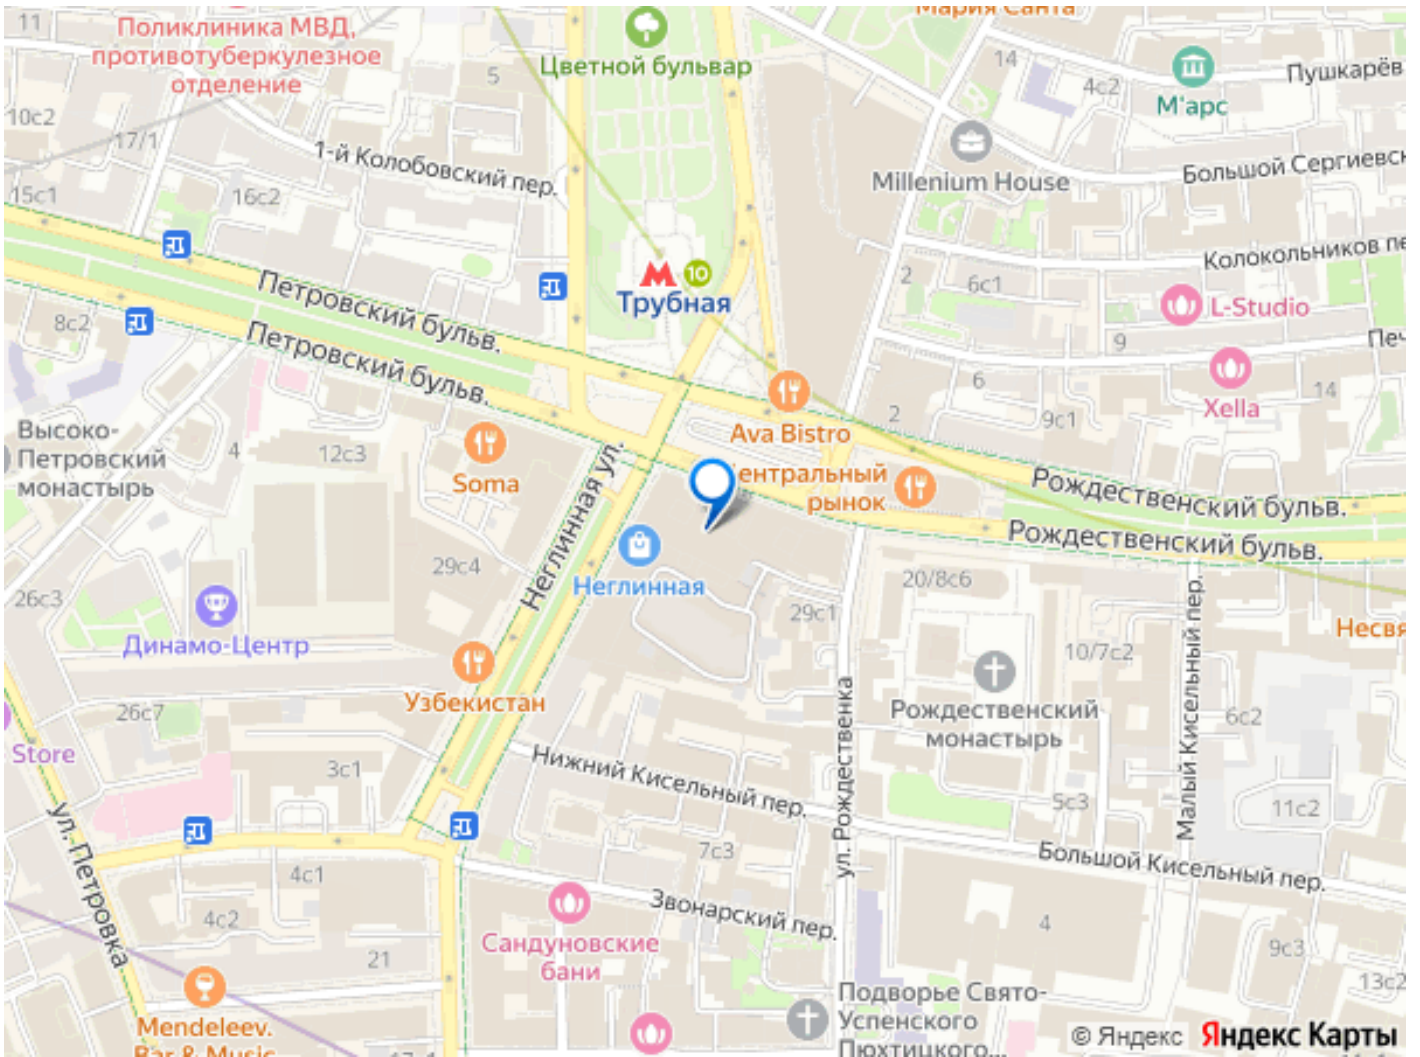 11
Поликлиника МВД,
противотуберкулезное
отделение
5
Цветной бульвар
Мария Санта
14
4с2
М'арс
Пушкарёв
10с2
17/1
1-й Колобовский пер.
Millenium House
Большой Сергиевск
15с1
16с2
Колокольников пе
2
6с1
10
Трубная
L-Studio
8с2
Петровский бульв.
Петровский бульв.
9
Печ
6
Xella
14
2
9с1
Ava Bistro
Высоко-
Петровский
монастырь
4
12с3
Soma
Неглинная ул.
Центральный
рынок
Рождественский бульв.
Рождественский бульв.
29с4
Неглинная
20/8с6
26с3
29с1
Динамо-Центр
10/7с2
Несвя
Малый Кисельный пер.
Узбекистан
ул. Рождественка
Рождественский
монастырь
6с2
26с7
Store
3с1
Нижний Кисельный пер.
5с3
11с2
ул. Петровка
7с3
Большой Кисельный пер.
4с1
4с2
Звонарский пер.
4
21
Сандуновские
бани
9с3
13с2
Mendeleev.
Bar & Music
Подворье Свято-
Успенского
Пюхтицкого...
© Яндекс Яндекс Карты